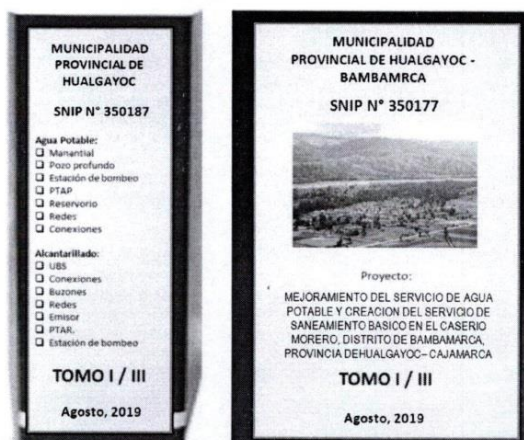 MUNICIPALIDAD
PROVINCIAL DE
HUALGAYOC
SNIP N° 350187
Agua Potable:
❑ Manantial
❑ Pozo profundo
❑ Estación de bombeo
❑ PTAP
❑ Reservorio
❑ Redes
❑ Conexiones
Alcantarillado:
❑ UBS
❑ Conexiones
❑ Buzones
❑ Redes
❑ Emisor
❑ PTAR.
❑ Estación de bombeo
TOMO I / III
Agosto, 2019
MUNICIPALIDAD
PROVINCIAL DE HUALGAYOC -
BAMBAMRCA
SNIP N° 350177
Proyecto:
MEJORAMIENTO DEL SERVICIO DE AGUA
POTABLE Y CREACION DEL SERVICIO DE
SANEAMIENTO BASICO EN EL CASERIO
MORERO, DISTRITO DE BAMBAMARCA,
PROVINCIA DEHUALGAYOC– CAJAMARCA
TOMO I / III
Agosto, 2019